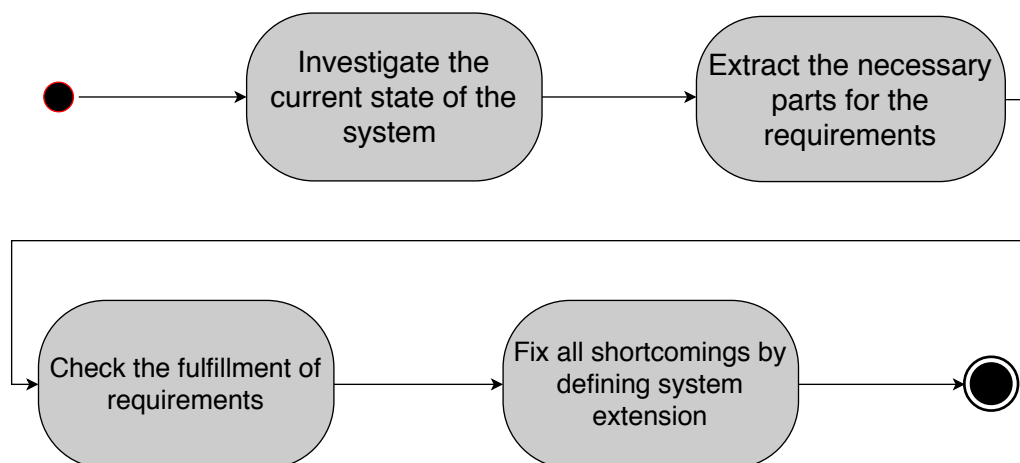 Investigate the
current state of the
system
Extract the necessary
parts for the
requirements
Check the fulfillment of
requirements
Fix all shortcomings by
defining system
extension